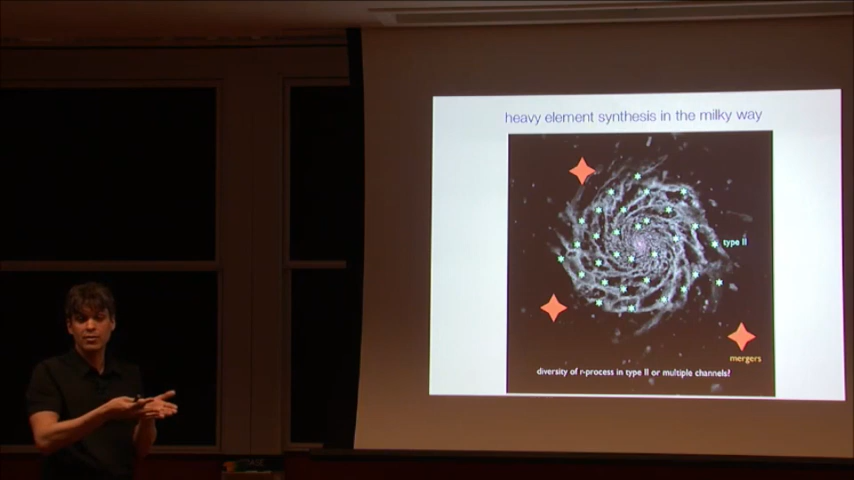 heavy element synthesis in the milky way
type II
mergers
diversity of r-process in type II or multiple channels?